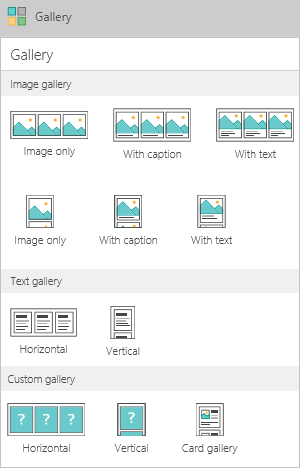 Gallery
Gallery
Image gallery
Image only
With caption
With text
Image only
With caption
With text
Text gallery
Horizontal
Vertical
Custom gallery
? ? ? ?
Horizontal
Vertical
Card gallery